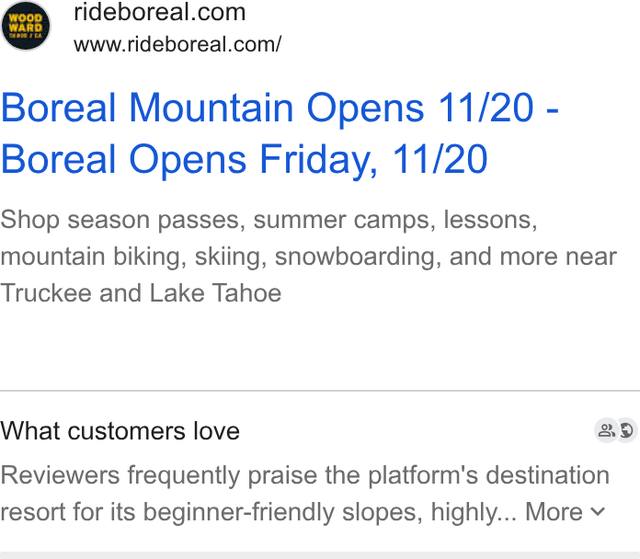 WOOD
WARD
rideboreal.com
www.rideboreal.com/
Boreal Mountain Opens 11/20 -
Boreal Opens Friday, 11/20
Shop season passes, summer camps, lessons,
mountain biking, skiing, snowboarding, and more near
Truckee and Lake Tahoe
What customers love
Reviewers frequently praise the platform's destination
resort for its beginner-friendly slopes, highly... More